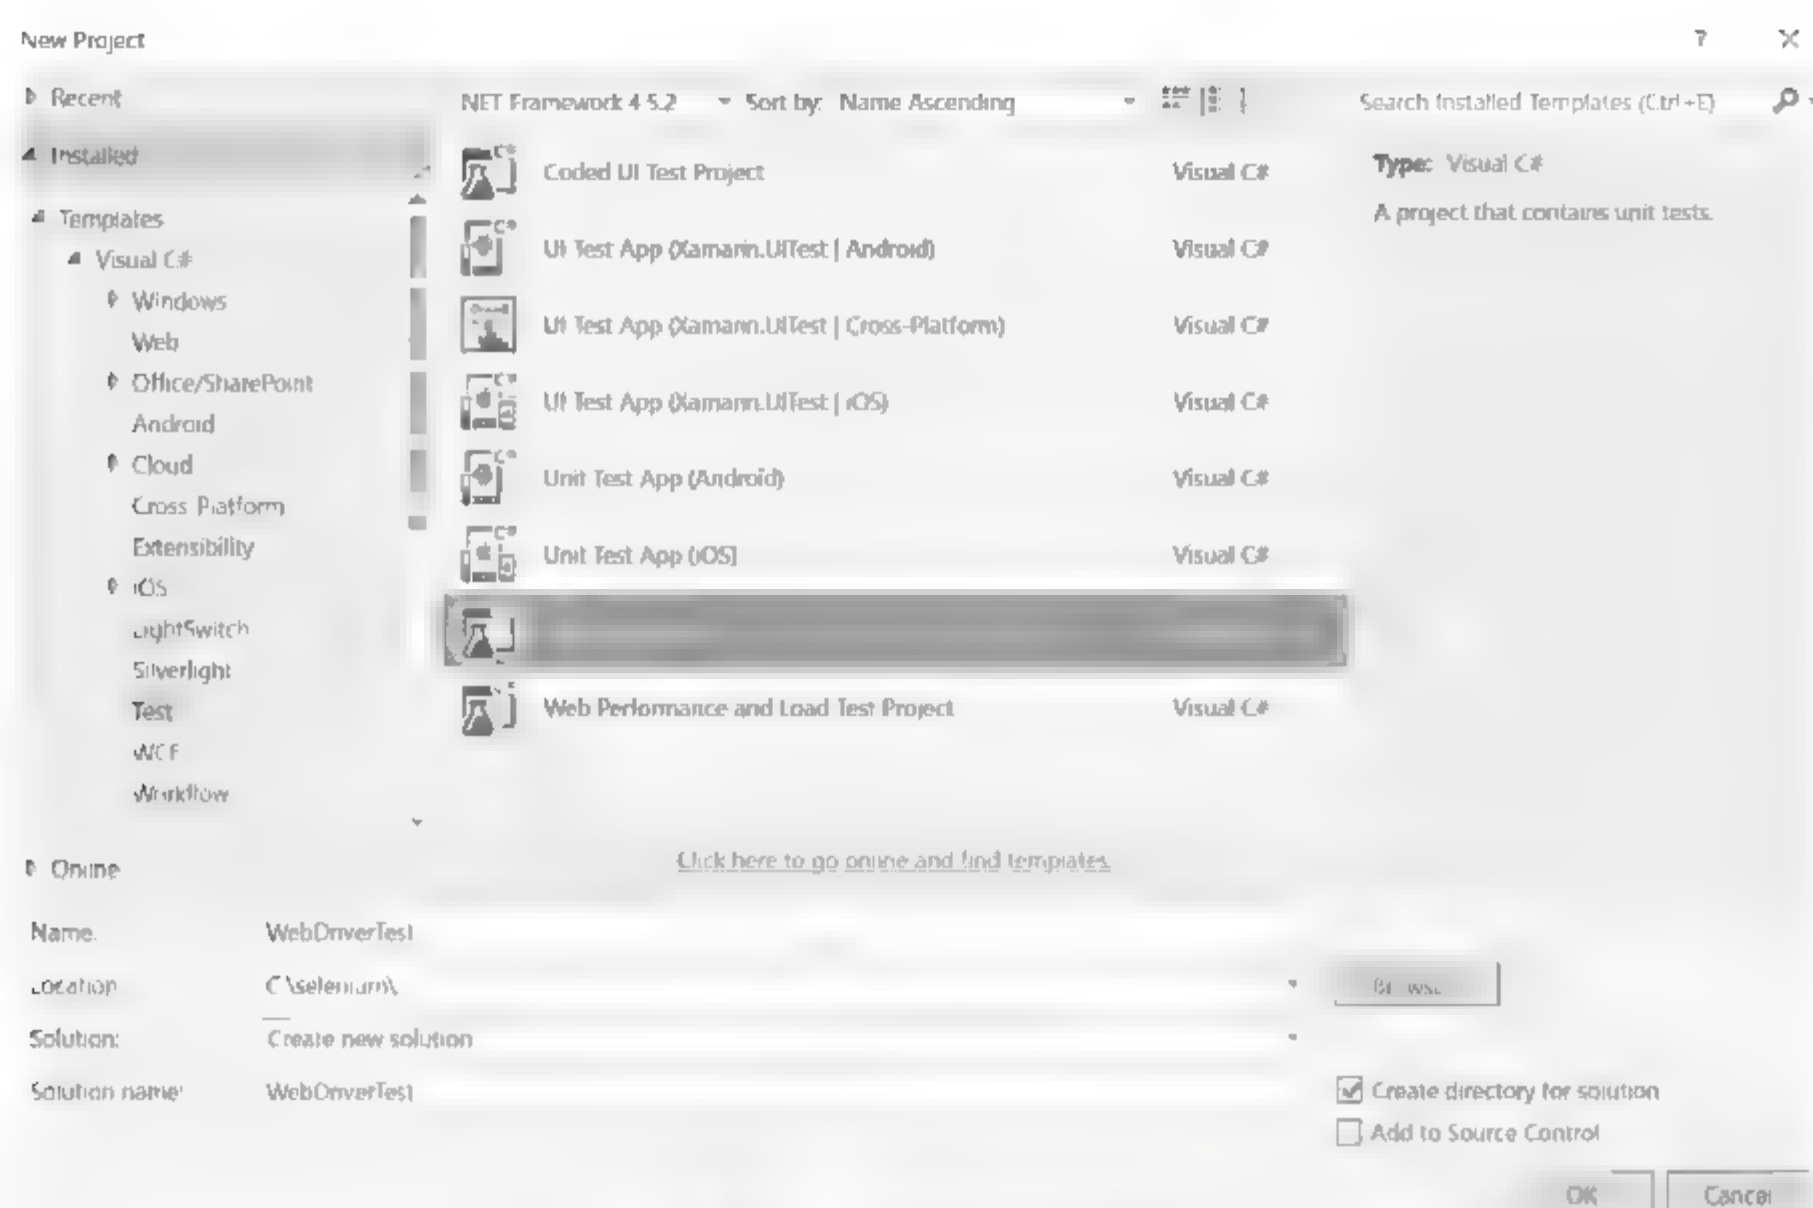 New Project
? ×
Recent
.NET Framework 4.5.2 Sort by: Name Ascending
Search Installed Templates (Ctrl+E)
Installed
Templates
Visual C#
Windows
Web
Office/SharePoint
Android
Cloud
Cross-Platform
Extensibility
iOS
LightSwitch
Silverlight
Test
WCF
Workflow
Online
Coded UI Test Project Visual C#
UI Test App (Xamarin.UITest | Android) Visual C#
UI Test App (Xamarin.UITest | Cross-Platform) Visual C#
UI Test App (Xamarin.UITest | iOS) Visual C#
Unit Test App (Android) Visual C#
Unit Test App (iOS) Visual C#
Web Performance and Load Test Project Visual C#
Click here to go online and find templates.
Type: Visual C#
A project that contains unit tests.
Name: WebDriverTest
Location: C:\selenium\
Browse...
Solution: Create new solution
Solution name: WebDriverTest
Create directory for solution
Add to Source Control
OK Cancel